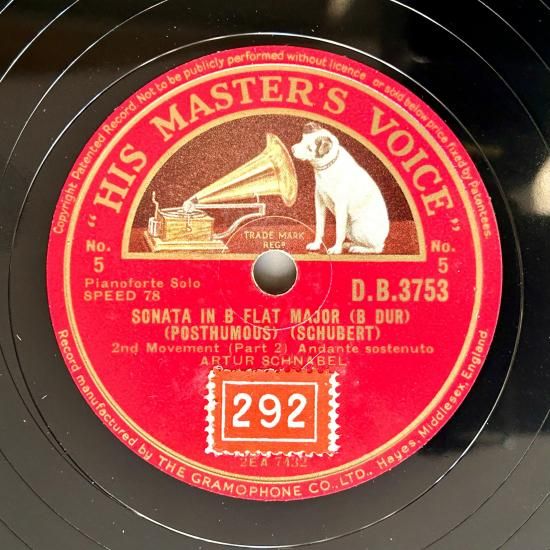 Copyright Patented Record. Not to be publicly performed without licence, or sold below price fixed by Patentees.
"HIS MASTER'S VOICE"
TRADE MARK
REGD
No. 5
No. 5
Pianoforte Solo
SPEED 78
D.B.3753
SONATA IN B FLAT MAJOR (B DUR)
(POSTHUMOUS) (SCHUBERT)
2nd Movement (Part 2) Andante sostenuto
ARTUR SCHNABEL
292
2EA 7432
Record manufactured by THE GRAMOPHONE CO., LTD., Hayes, Middlesex, England